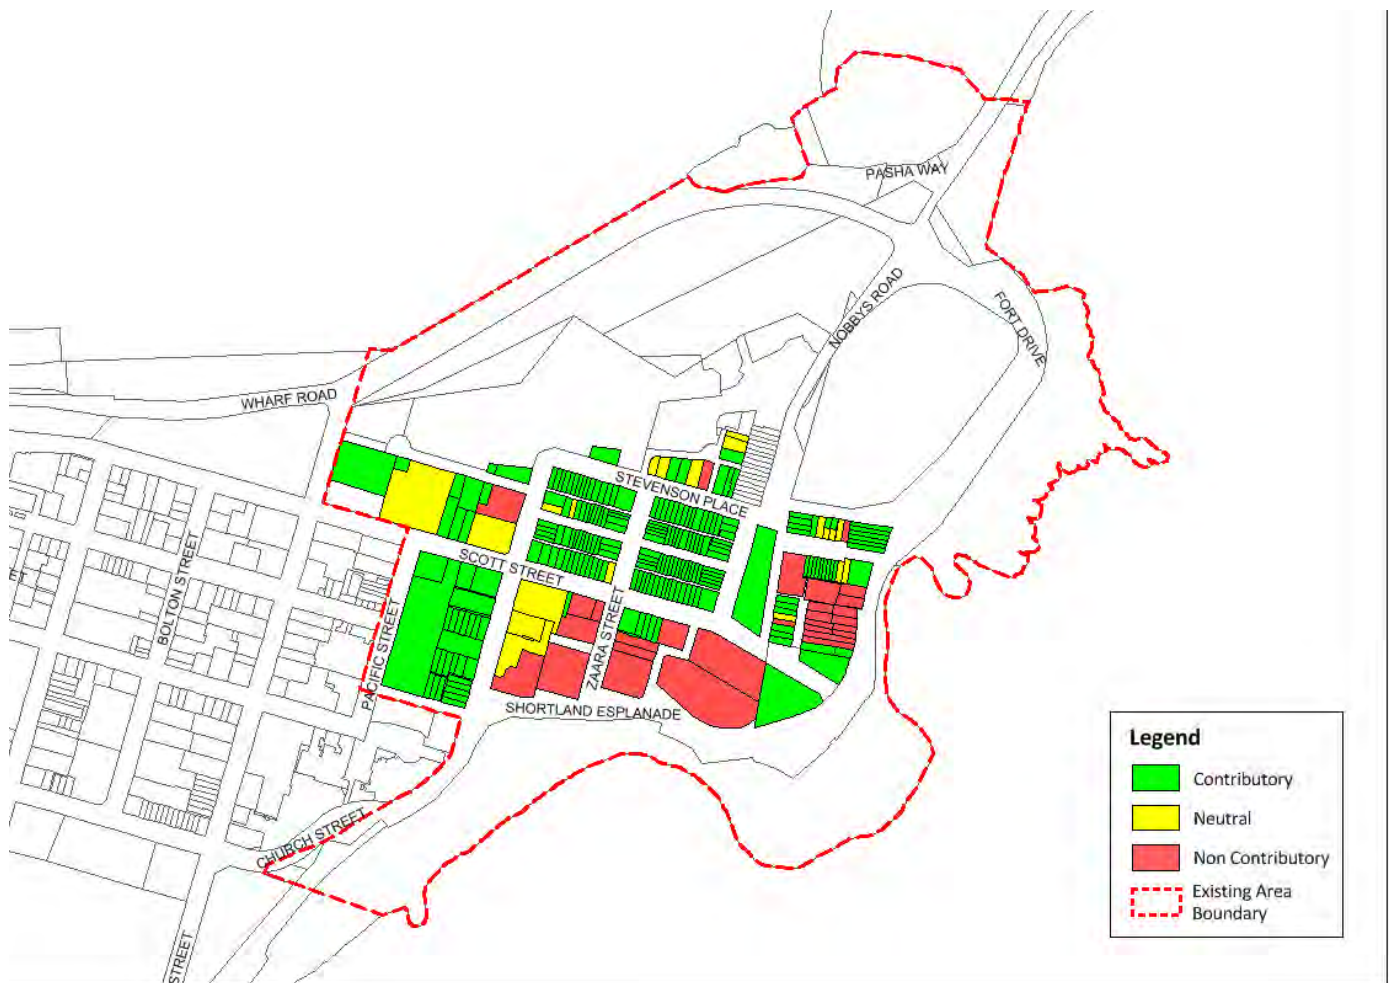 PASHA WAY
NOBBYS ROAD
FORT DRIVE
WHARF ROAD
STEVENSON PLACE
BOLTON STREET
SCOTT STREET
ET
PACIFIC STREET
ZAARA STREET
SHORTLAND ESPLANADE
CHURCH STREET
STREET
Legend
Contributory
Neutral
Non Contributory
Existing Area
Boundary